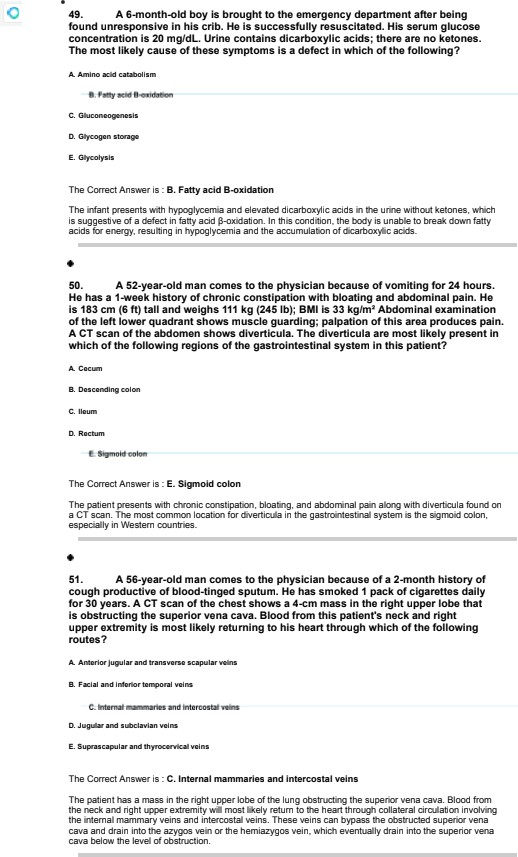 49. A 6-month-old boy is brought to the emergency department after being
found unresponsive in his crib. He is successfully resuscitated. His serum glucose
concentration is 20 mg/dL. Urine contains dicarboxylic acids; there are no ketones.
The most likely cause of these symptoms is a defect in which of the following?
A. Amino acid catabolism
B. Fatty acid B-oxidation
C. Gluconeogenesis
D. Glycogen storage
E. Glycolysis
The Correct Answer is : B. Fatty acid B-oxidation
The infant presents with hypoglycemia and elevated dicarboxylic acids in the urine without ketones, which
is suggestive of a defect in fatty acid β-oxidation. In this condition, the body is unable to break down fatty
acids for energy, resulting in hypoglycemia and the accumulation of dicarboxylic acids.
50. A 52-year-old man comes to the physician because of vomiting for 24 hours.
He has a 1-week history of chronic constipation with bloating and abdominal pain. He
is 183 cm (6 ft) tall and weighs 111 kg (245 lb); BMI is 33 kg/m² Abdominal examination
of the left lower quadrant shows muscle guarding; palpation of this area produces pain.
A CT scan of the abdomen shows diverticula. The diverticula are most likely present in
which of the following regions of the gastrointestinal system in this patient?
A. Cecum
B. Descending colon
C. Ileum
D. Rectum
E. Sigmoid colon
The Correct Answer is : E. Sigmoid colon
The patient presents with chronic constipation, bloating, and abdominal pain along with diverticula found on
a CT scan. The most common location for diverticula in the gastrointestinal system is the sigmoid colon,
especially in Western countries.
51. A 56-year-old man comes to the physician because of a 2-month history of
cough productive of blood-tinged sputum. He has smoked 1 pack of cigarettes daily
for 30 years. A CT scan of the chest shows a 4-cm mass in the right upper lobe that
is obstructing the superior vena cava. Blood from this patient's neck and right
upper extremity is most likely returning to his heart through which of the following
routes?
A. Anterior jugular and transverse scapular veins
B. Facial and inferior temporal veins
C. Internal mammaries and intercostal veins
D. Jugular and subclavian veins
E. Suprascapular and thyrocervical veins
The Correct Answer is : C. Internal mammaries and intercostal veins
The patient has a mass in the right upper lobe of the lung obstructing the superior vena cava. Blood from
the neck and right upper extremity will most likely return to the heart through collateral circulation involving
the internal mammary veins and intercostal veins. These veins can bypass the obstructed superior vena
cava and drain into the azygos vein or the hemiazygos vein, which eventually drain into the superior vena
cava below the level of obstruction.